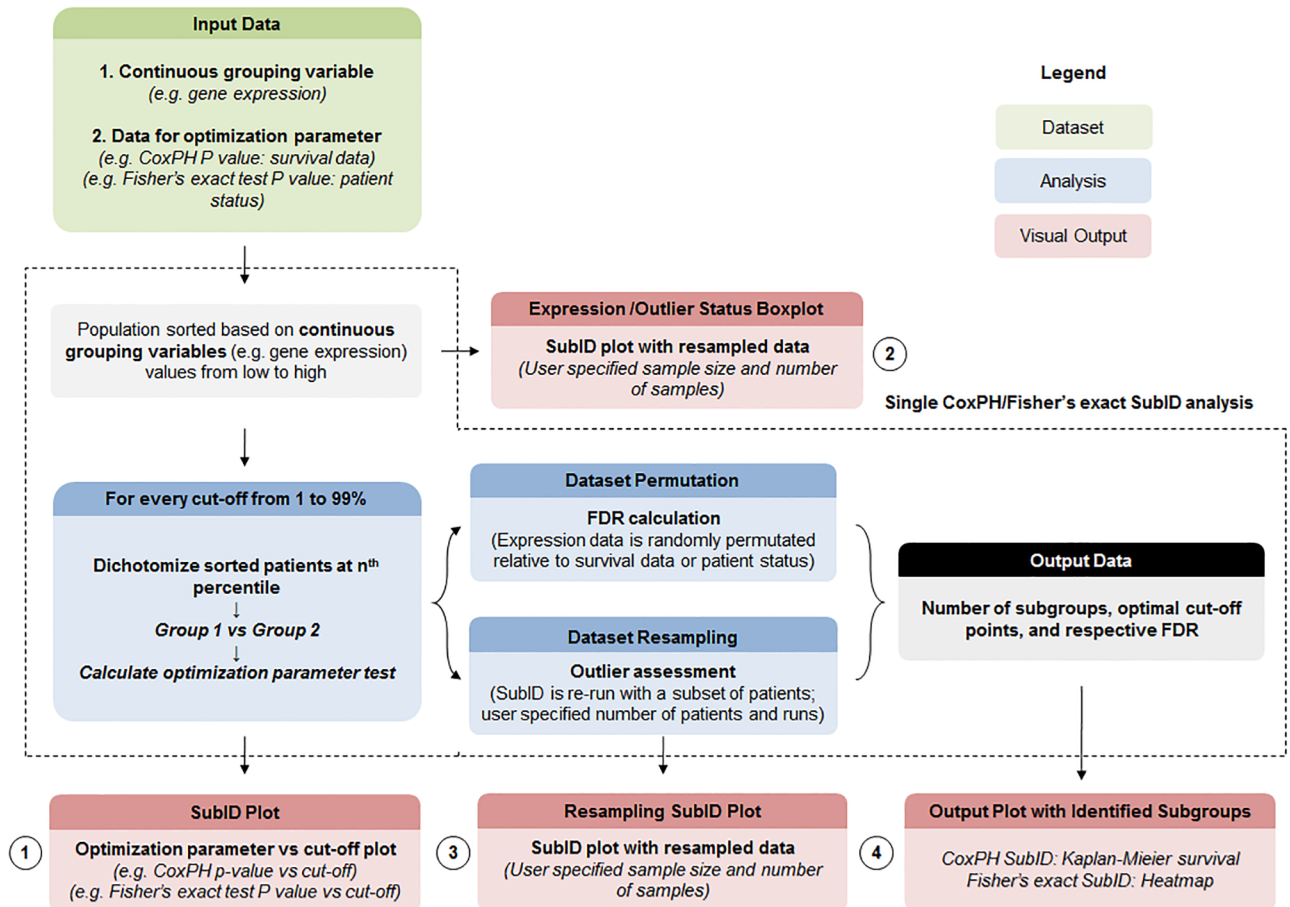 Input Data
1. Continuous grouping variable
(e.g. gene expression)
2. Data for optimization parameter
(e.g. CoxPH P value: survival data)
(e.g. Fisher's exact test P value: patient
status)
Legend
Dataset
Analysis
Visual Output
Population sorted based on continuous
grouping variables (e.g. gene expression)
values from low to high
Expression /Outlier Status Boxplot
SubID plot with resampled data
(User specified sample size and number
of samples)
2
Single CoxPH/Fisher's exact SubID analysis
For every cut-off from 1 to 99%
Dichotomize sorted patients at nth
percentile
↓
Group 1 vs Group 2
↓
Calculate optimization parameter test
Dataset Permutation
FDR calculation
(Expression data is randomly permutated
relative to survival data or patient status)
Dataset Resampling
Outlier assessment
(SubID is re-run with a subset of patients;
user specified number of patients and runs)
Output Data
Number of subgroups, optimal cut-off
points, and respective FDR
1
SubID Plot
Optimization parameter vs cut-off plot
(e.g. CoxPH p-value vs cut-off)
(e.g. Fisher's exact test P value vs cut-off)
3
Resampling SubID Plot
SubID plot with resampled data
(User specified sample size and number
of samples)
4
Output Plot with Identified Subgroups
CoxPH SubID: Kaplan-Mieier survival
Fisher's exact SubID: Heatmap